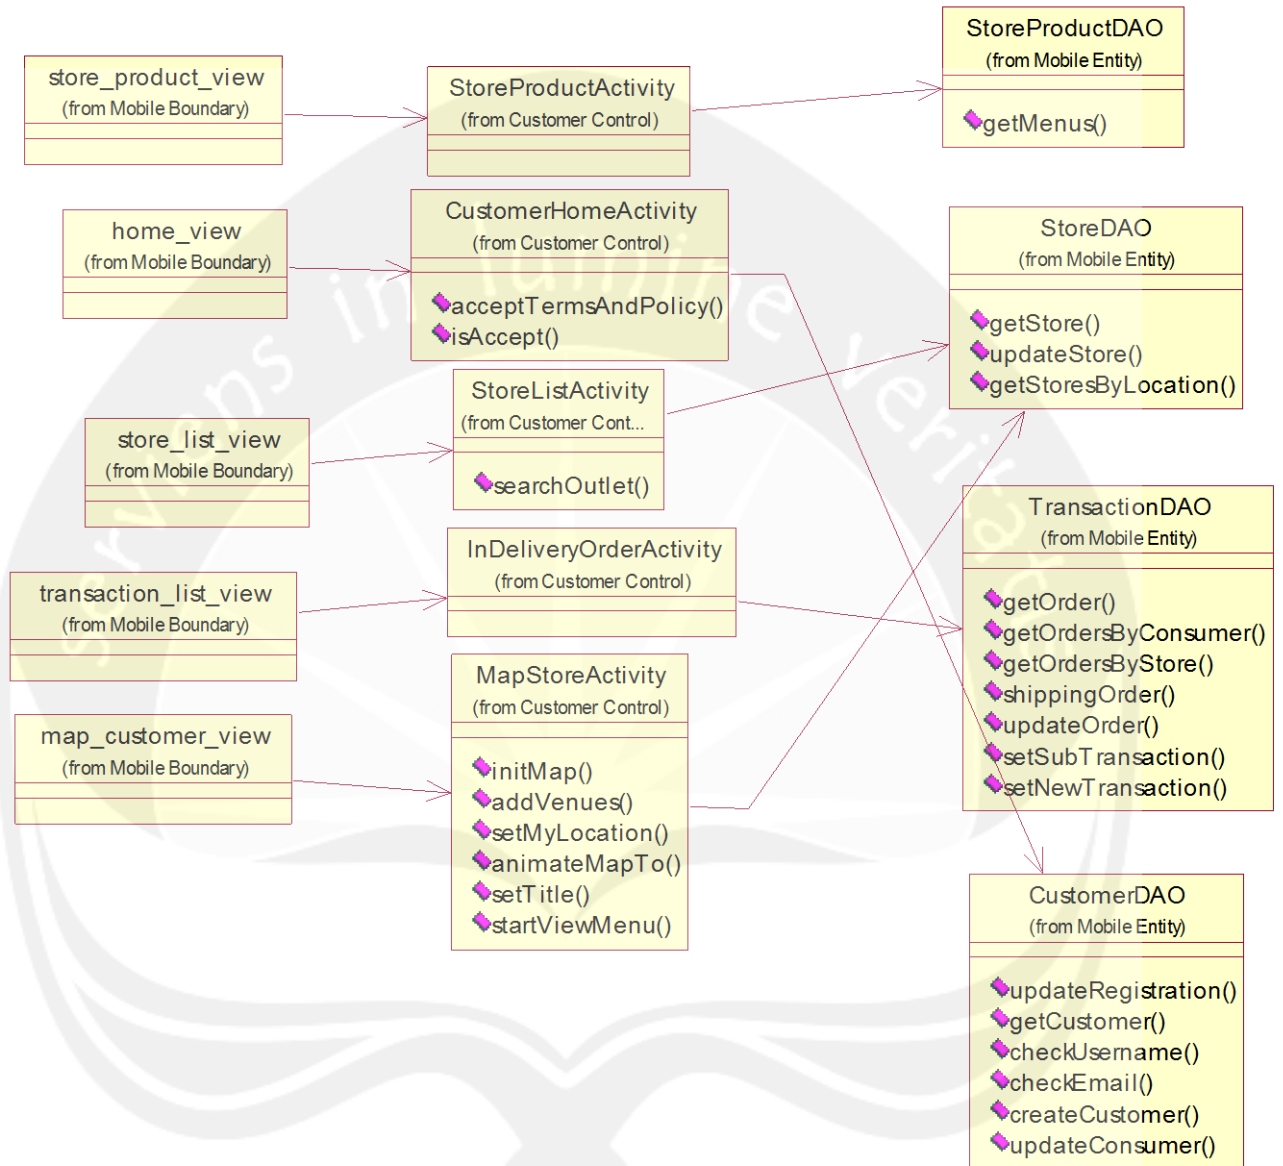 store_product_view
(from Mobile Boundary)
StoreProductActivity
(from Customer Control)
StoreProductDAO
(from Mobile Entity)
getMenus()
home_view
(from Mobile Boundary)
CustomerHomeActivity
(from Customer Control)
acceptTermsAndPolicy()
isAccept()
StoreDAO
(from Mobile Entity)
getStore()
updateStore()
getStoresByLocation()
store_list_view
(from Mobile Boundary)
StoreListActivity
(from Customer Cont...
searchOutlet()
transaction_list_view
(from Mobile Boundary)
InDeliveryOrderActivity
(from Customer Control)
TransactionDAO
(from Mobile Entity)
getOrder()
getOrdersByConsumer()
getOrdersByStore()
shippingOrder()
updateOrder()
setSubTransaction()
setNewTransaction()
map_customer_view
(from Mobile Boundary)
MapStoreActivity
(from Customer Control)
initMap()
addVenues()
setMyLocation()
animateMapTo()
setTitle()
startViewMenu()
CustomerDAO
(from Mobile Entity)
updateRegistration()
getCustomer()
checkUsername()
checkEmail()
createCustomer()
updateConsumer()
serviens in lumine veritatis